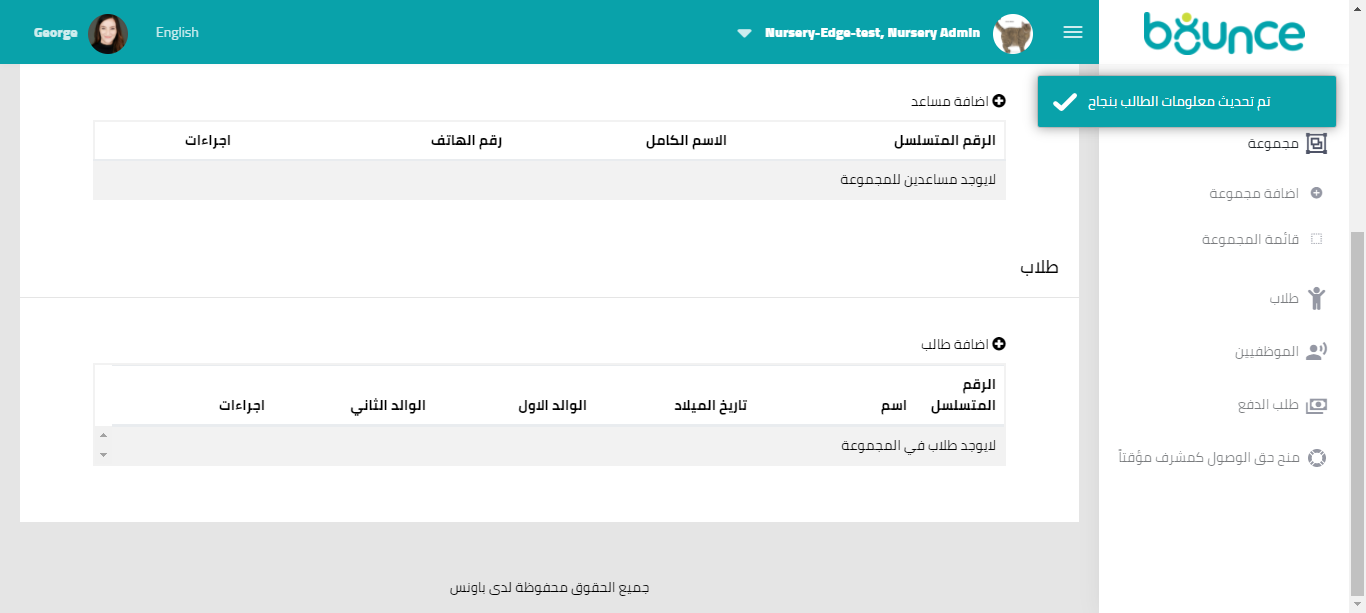 bounce
Nursery-Edge-test, Nursery Admin
English
George
تم تحديث معلومات الطالب بنجاح
مجموعة
اضافة مجموعة
قائمة المجموعة
طلاب
الموظفيين
طلب الدفع
منح حق الوصول كمشرف مؤقتاً
اضافة مساعد
الرقم المتسلسل الاسم الكامل رقم الهاتف اجراءات
لايوجد مساعدين للمجموعة
طلاب
اضافة طالب
الرقم المتسلسل اسم تاريخ الميلاد الوالد الاول الوالد الثاني اجراءات
لايوجد طلاب في المجموعة
جميع الحقوق محفوظة لدى باونس